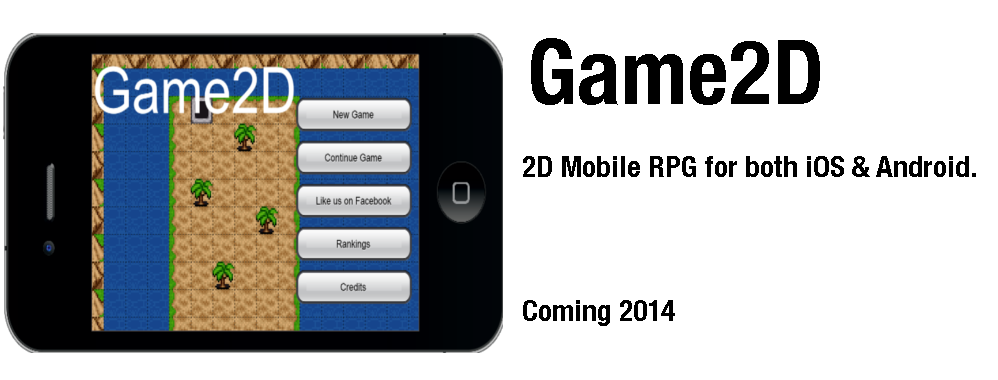 Game2D
New Game
Continue Game
Like us on Facebook
Rankings
Credits
Game2D
2D Mobile RPG for both iOS & Android.
Coming 2014